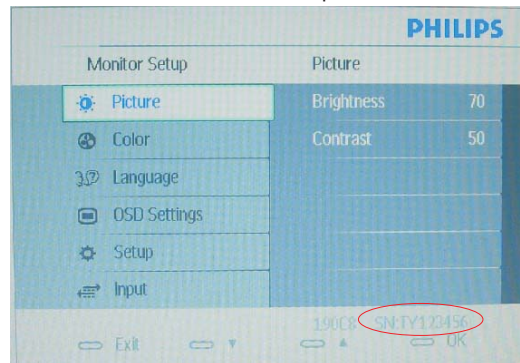 PHILIPS
Monitor Setup Picture
Picture Brightness 70
Color Contrast 50
Language
OSD Settings
Setup
Input
190C8 SN:TY123456
Exit ▼ ▲ OK